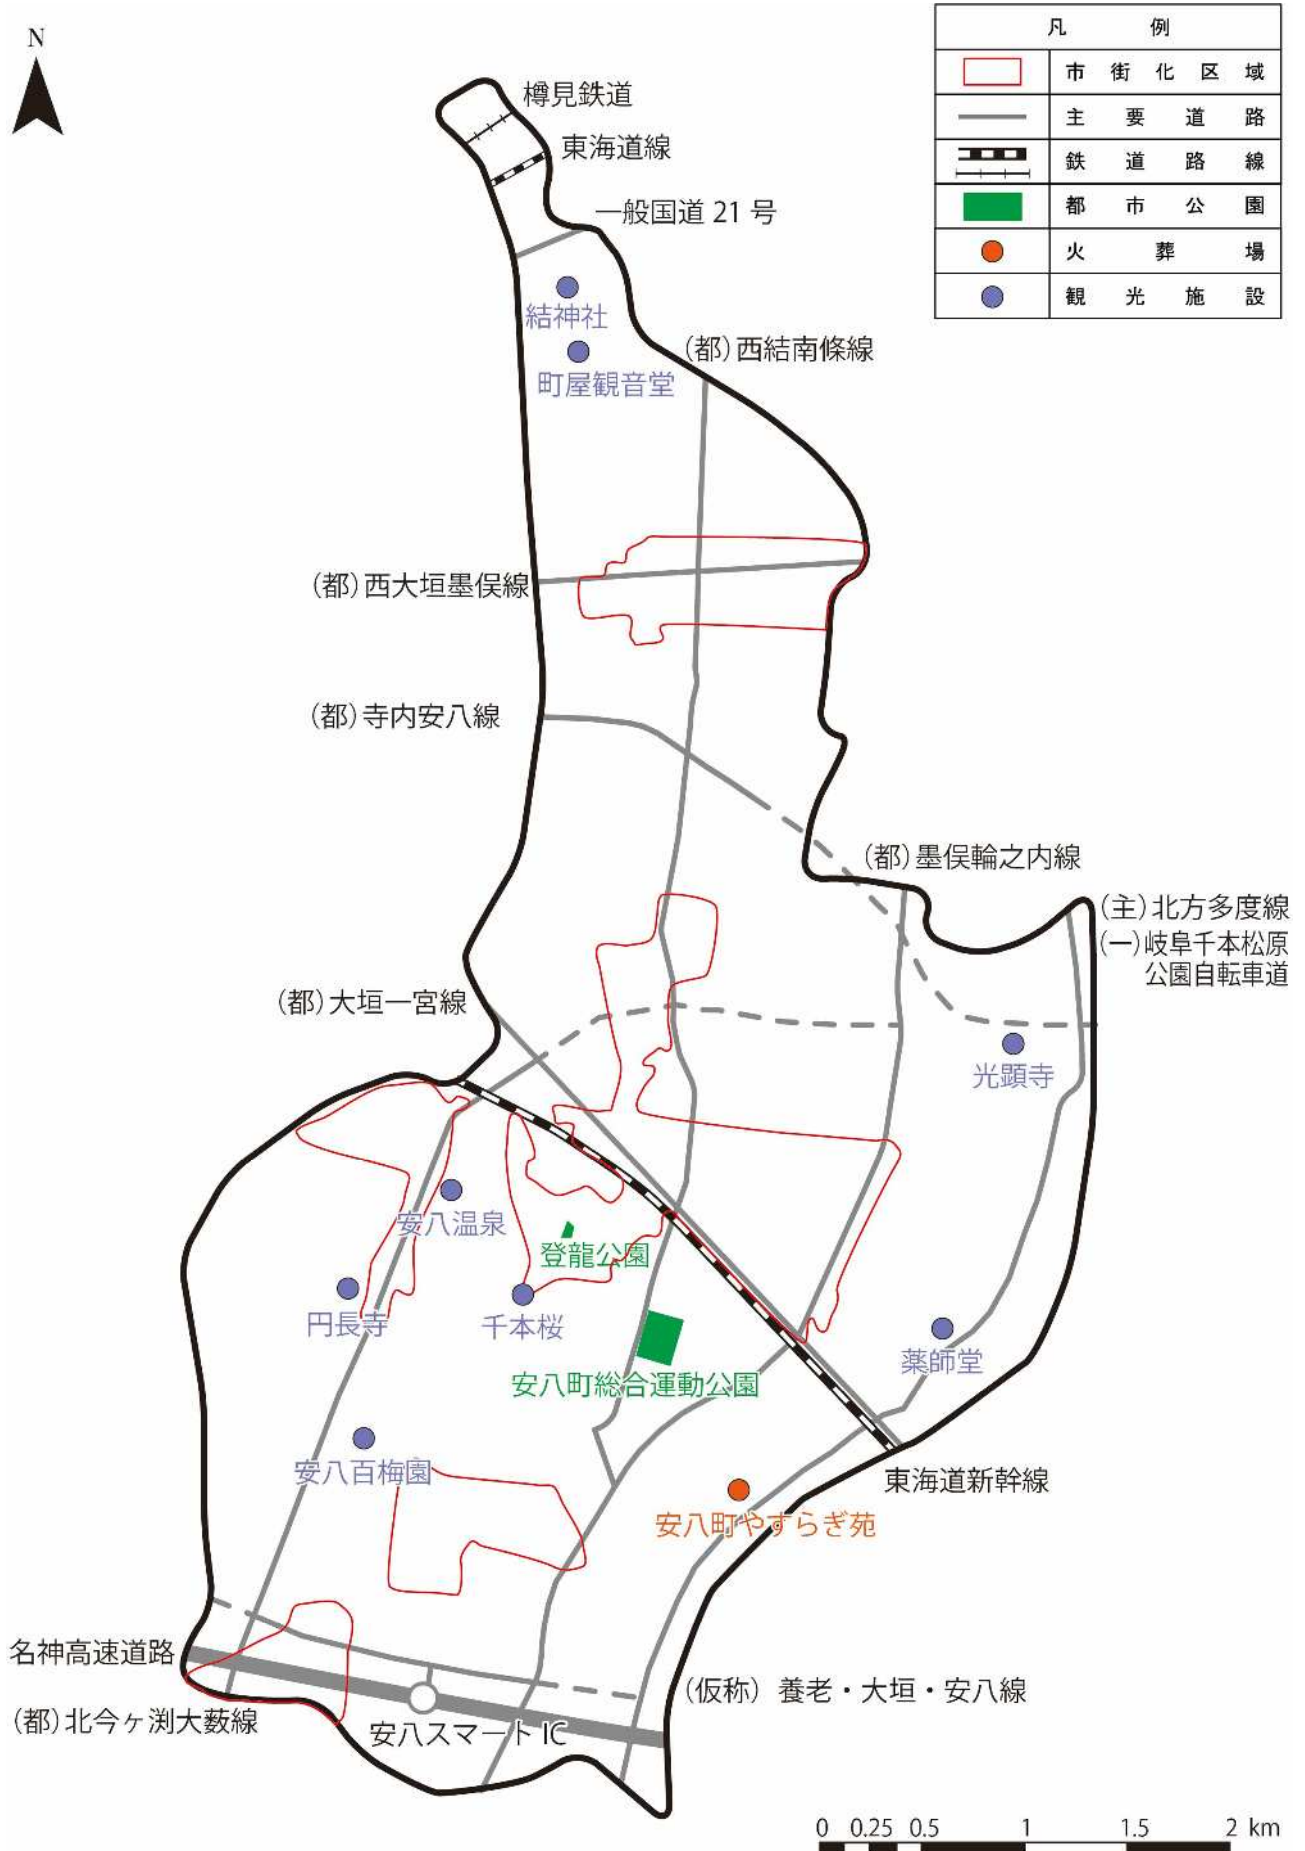 N
凡例
市街化区域
主要道路
鉄道路線
都市公園
火葬場
観光施設
樽見鉄道
東海道線
一般国道 21 号
結神社
(都)西結南條線
町屋観音堂
(都)西大垣墨俣線
(都)寺内安八線
(都)墨俣輪之内線
(主)北方多度線
(一)岐阜千本松原
公園自転車道
(都)大垣一宮線
光顕寺
安八温泉
登龍公園
円長寺
千本桜
薬師堂
安八町総合運動公園
安八百梅園
東海道新幹線
安八町やすらぎ苑
名神高速道路
(仮称) 養老・大垣・安八線
(都)北今ヶ渕大薮線
安八スマート IC
0 0.25 0.5 1 1.5 2 km